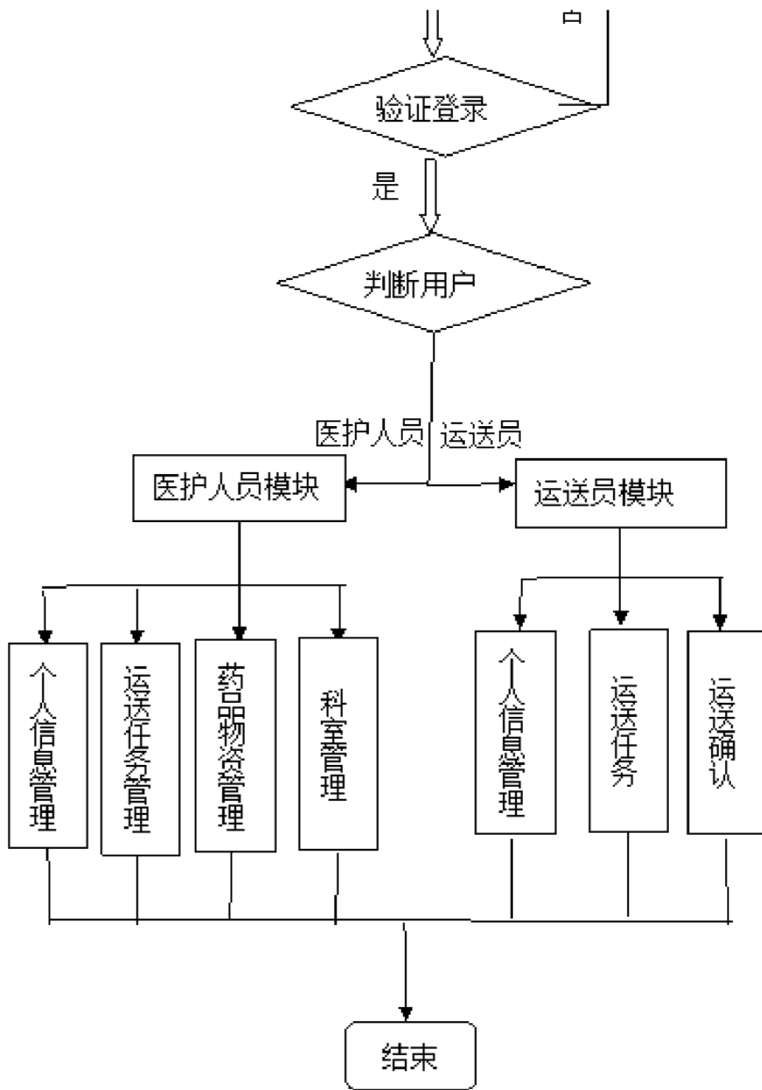 验证登录
是
判断用户
医护人员
运送员
医护人员模块
运送员模块
个人信息管理
运送任务管理
药品物资管理
科室管理
个人信息管理
运送任务
运送确认
结束